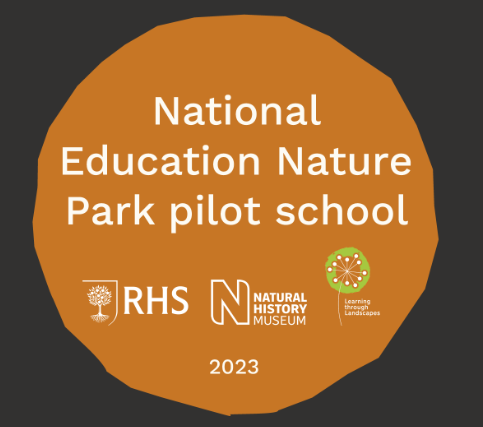 National
Education Nature
Park pilot school
RHS
NATURAL
HISTORY
MUSEUM
Learning
through
Landscapes
2023